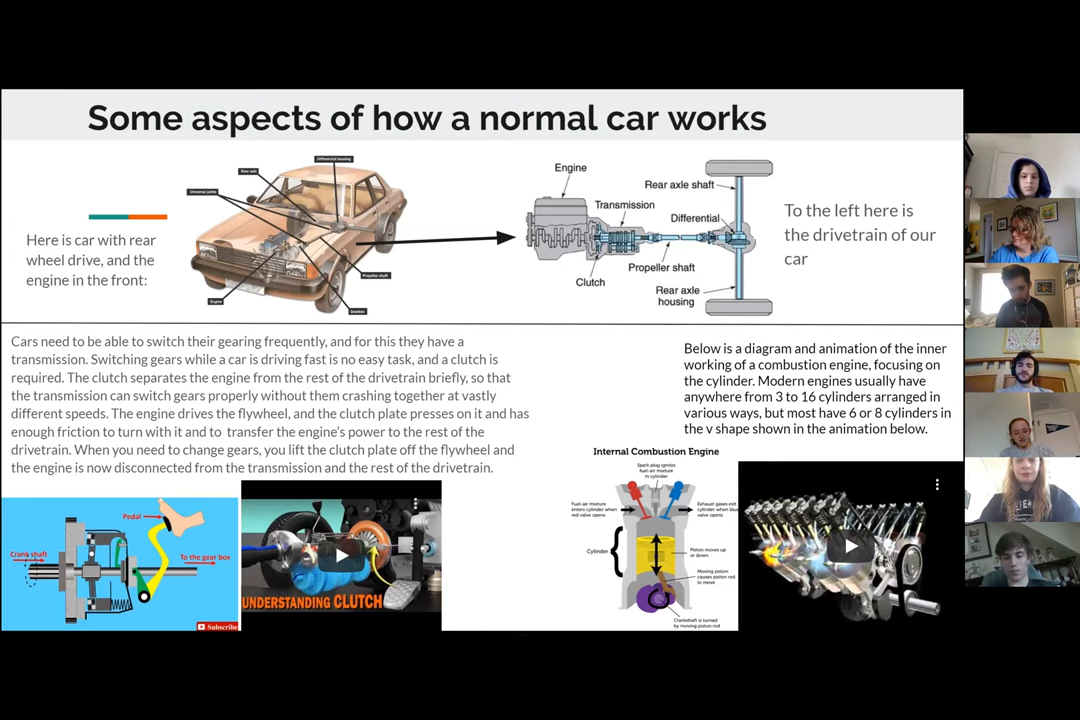 Some aspects of how a normal car works
Here is car with rear
wheel drive, and the
engine in the front:
Differential housing
Rear axle
Universal joints
Propeller shaft
Engine
Gearbox
Engine
Rear axle shaft
Transmission
Differential
Propeller shaft
Clutch
Rear axle
housing
To the left here is
the drivetrain of our
car
Cars need to be able to switch their gearing frequently, and for this they have a
transmission. Switching gears while a car is driving fast is no easy task, and a clutch is
required. The clutch separates the engine from the rest of the drivetrain briefly, so that
the transmission can switch gears properly without them crashing together at vastly
different speeds. The engine drives the flywheel, and the clutch plate presses on it and has
enough friction to turn with it and to transfer the engine's power to the rest of the
drivetrain. When you need to change gears, you lift the clutch plate off the flywheel and
the engine is now disconnected from the transmission and the rest of the drivetrain.
Below is a diagram and animation of the inner
working of a combustion engine, focusing on
the cylinder. Modern engines usually have
anywhere from 3 to 16 cylinders arranged in
various ways, but most have 6 or 8 cylinders in
the v shape shown in the animation below.
Pedal
Crank shaft
To the gear box
Subscribe
UNDERSTANDING CLUTCH
Internal Combustion Engine
Spark plug ignites
fuel-air mixture
in cylinder
Fuel-air mixture
enters cylinder when
red valve opens
Exhaust gases exit
cylinder when blue
valve opens
Cylinder
Piston moves up
or down
Moving piston
causes piston rod
to move
Crankshaft is turned
by moving piston rod